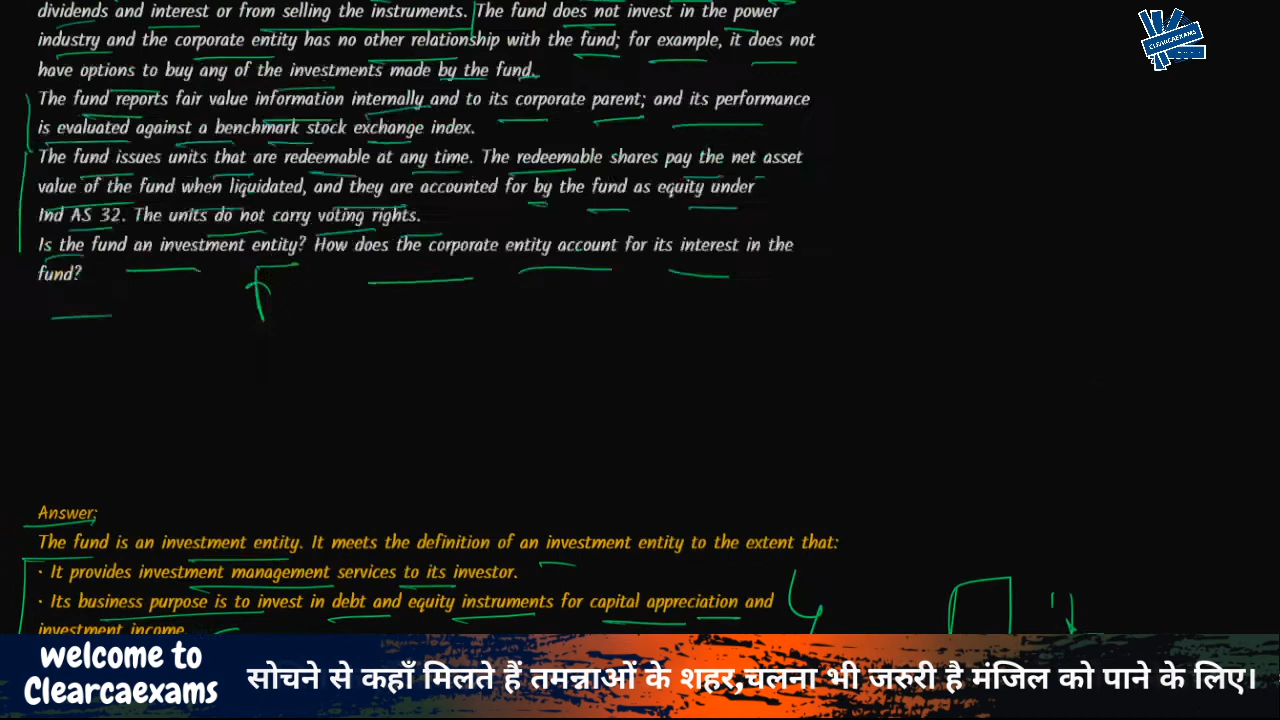 dividends and interest or from selling the instruments. The fund does not invest in the power
industry and the corporate entity has no other relationship with the fund; for example, it does not
have options to buy any of the investments made by the fund.
The fund reports fair value information internally and to its corporate parent; and its performance
is evaluated against a benchmark stock exchange index.
The fund issues units that are redeemable at any time. The redeemable shares pay the net asset
value of the fund when liquidated, and they are accounted for by the fund as equity under
Ind AS 32. The units do not carry voting rights.
Is the fund an investment entity? How does the corporate entity account for its interest in the
fund?
Answer;
The fund is an investment entity. It meets the definition of an investment entity to the extent that:
· It provides investment management services to its investor.
· Its business purpose is to invest in debt and equity instruments for capital appreciation and
investment income
CLEARCAEXAMS
welcome to
Clearcaexams
सोचने से कहाँ मिलते हैं तमन्नाओं के शहर,चलना भी जरुरी है मंजिल को पाने के लिए।